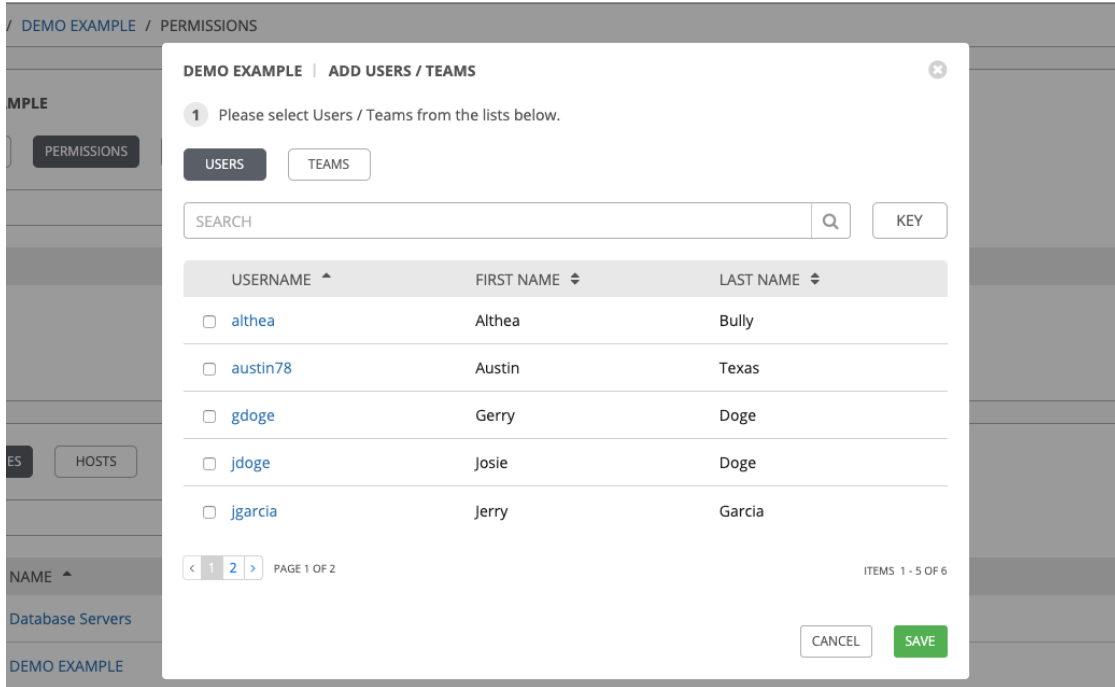 / DEMO EXAMPLE / PERMISSIONS
DEMO EXAMPLE | ADD USERS / TEAMS
AMPLE
1 Please select Users / Teams from the lists below.
PERMISSIONS
USERS TEAMS
SEARCH KEY
USERNAME FIRST NAME LAST NAME
althea Althea Bully
austin78 Austin Texas
gdoge Gerry Doge
ES HOSTS
jdoge Josie Doge
jgarcia Jerry Garcia
< 1 2 > PAGE 1 OF 2 ITEMS 1 - 5 OF 6
NAME
Database Servers
CANCEL SAVE
DEMO EXAMPLE